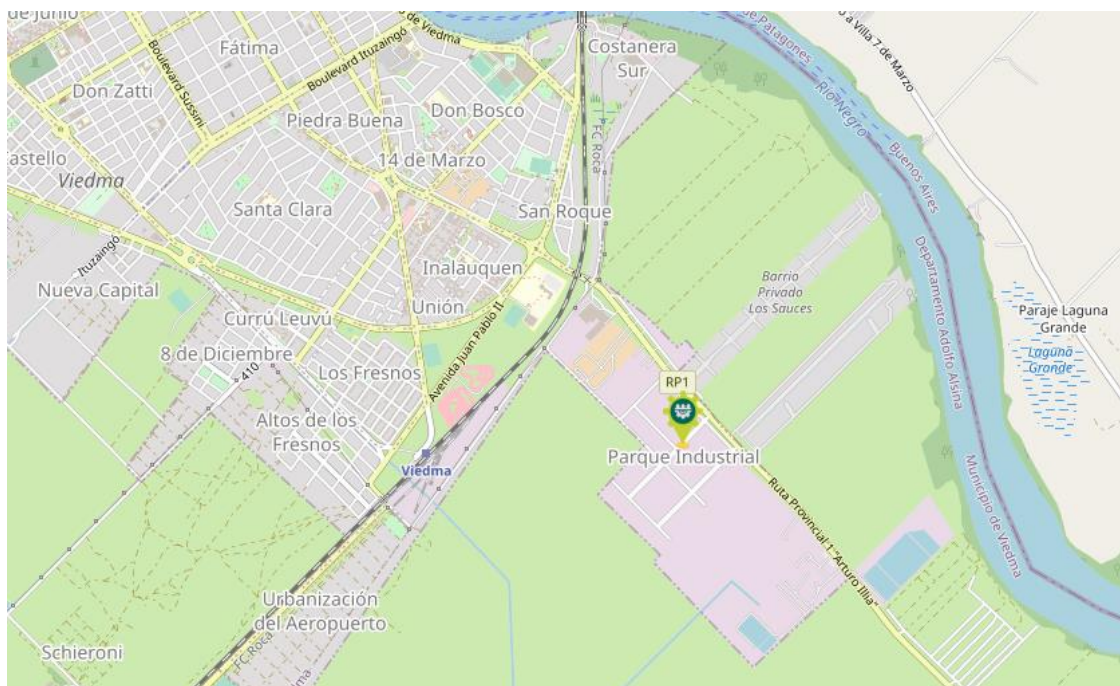 de Junio
de Viedma
Fátima
Boulevard Ituzaingó
Boulevard Sussini
Don Zatti
Piedra Buena
Don Bosco
Costanera
Sur
de Patagones
Río Negro
Buenos Aires
o a Villa 7 de Marzo
FC Roca
14 de Marzo
Castello
Viedma
Santa Clara
San Roque
Ituzaingó
Nueva Capital
Inalauquen
Unión
Currú Leuvú
8 de Diciembre
410
Los Fresnos
Avenida Juan Pablo II
Altos de los
Fresnos
Viedma
Barrio
Privado
Los Sauces
Departamento Adolfo Alsina
Municipio de Viedma
Paraje Laguna
Grande
Laguna
Grande
RP1
Parque Industrial
Ruta Provincial 1 "Arturo Illia"
Urbanización
del Aeropuerto
FC Roca
Schieroni